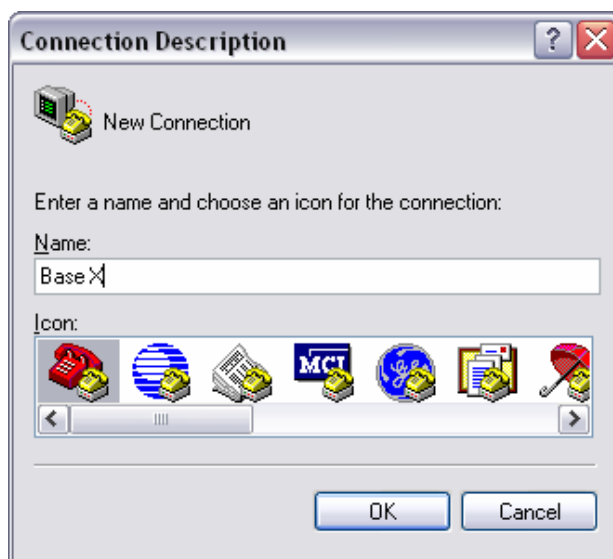 Connection Description
New Connection
Enter a name and choose an icon for the connection:
Name:
Base X
Icon:
MCI
OK
Cancel